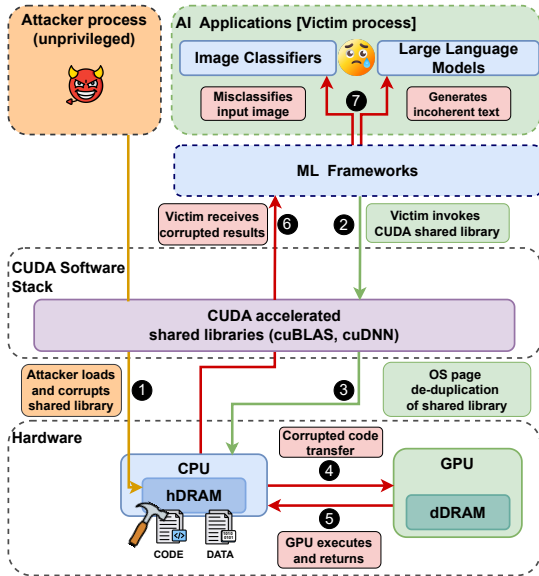 Attacker process
(unprivileged)
AI Applications [Victim process]
Image Classifiers
Large Language
Models
Misclassifies
input image
7
Generates
incoherent text
ML Frameworks
Victim receives
corrupted results
6
2
Victim invokes
CUDA shared library
CUDA Software
Stack
CUDA accelerated
shared libraries (cuBLAS, cuDNN)
Attacker loads
and corrupts
shared library
1
3
OS page
de-duplication
of shared library
Hardware
CPU
hDRAM
CODE
DATA
Corrupted code
transfer
4
5
GPU executes
and returns
GPU
dDRAM